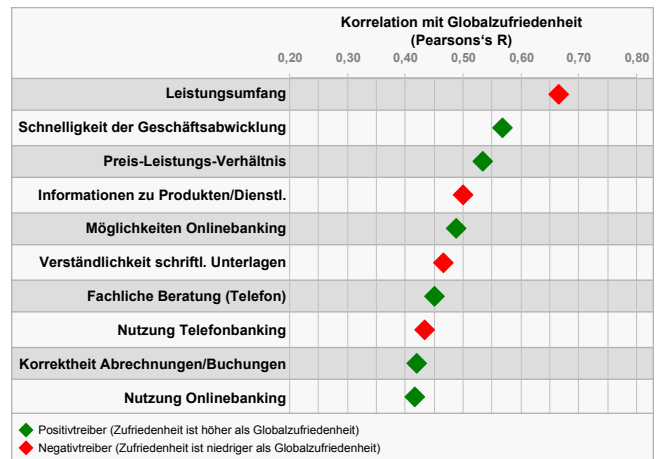 Korrelation mit Globalzufriedenheit
(Pearsons‘s R)
0,20 0,30 0,40 0,50 0,60 0,70 0,80
Leistungsumfang
Schnelligkeit der Geschäftsabwicklung
Preis-Leistungs-Verhältnis
Informationen zu Produkten/Dienstl.
Möglichkeiten Onlinebanking
Verständlichkeit schriftl. Unterlagen
Fachliche Beratung (Telefon)
Nutzung Telefonbanking
Korrektheit Abrechnungen/Buchungen
Nutzung Onlinebanking
Positivtreiber (Zufriedenheit ist höher als Globalzufriedenheit)
Negativtreiber (Zufriedenheit ist niedriger als Globalzufriedenheit)